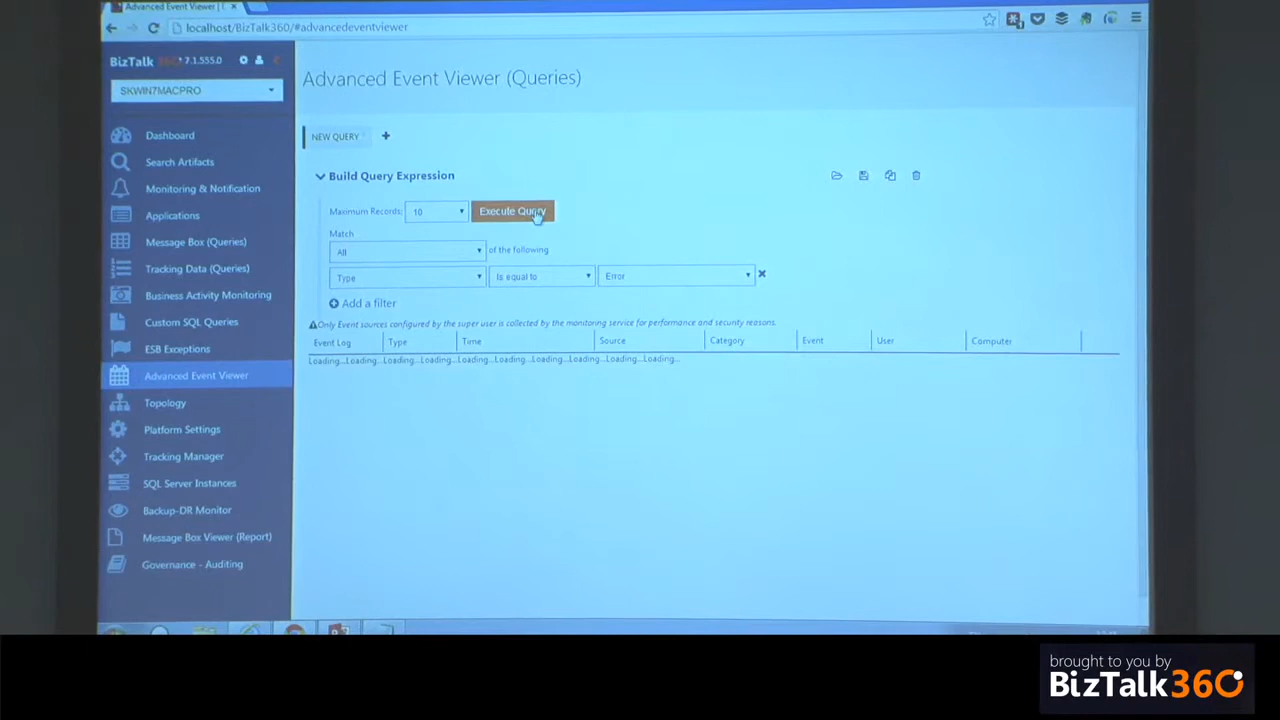 Advanced Event Viewer
localhost/BizTalk360/#advancedeventviewer
BizTalk 360 7.1.555.0
SKWIN7MACPRO
Dashboard
Search Artifacts
Monitoring & Notification
Applications
Message Box (Queries)
Tracking Data (Queries)
Business Activity Monitoring
Custom SQL Queries
ESB Exceptions
Advanced Event Viewer
Topology
Platform Settings
Tracking Manager
SQL Server Instances
Backup-DR Monitor
Message Box Viewer (Report)
Governance - Auditing
Advanced Event Viewer (Queries)
NEW QUERY
Build Query Expression
Maximum Records: 10 Execute Query
Match
All of the following
Type Is equal to Error
Add a filter
Only Event sources configured by the super user is collected by the monitoring service for performance and security reasons.
Event Log Type Time Source Category Event User Computer
Loading...Loading...Loading...Loading...Loading...Loading...Loading...Loading...Loading...Loading...
brought to you by
BizTalk360